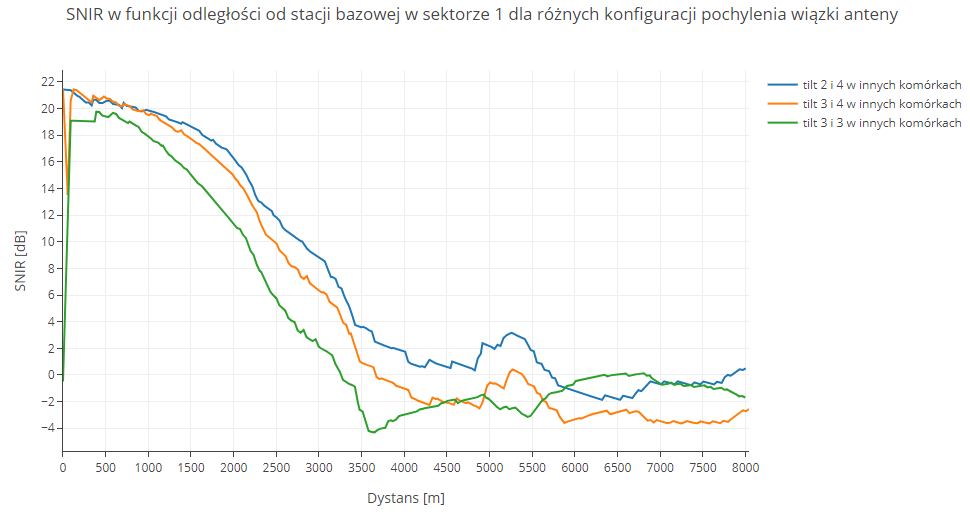 SNIR w funkcji odległości od stacji bazowej w sektorze 1 dla różnych konfiguracji pochylenia wiązki anteny
tilt 2 i 4 w innych komórkach
tilt 3 i 4 w innych komórkach
tilt 3 i 3 w innych komórkach
SNIR [dB]
22
20
18
16
14
12
10
8
6
4
2
0
−2
−4
0 500 1000 1500 2000 2500 3000 3500 4000 4500 5000 5500 6000 6500 7000 7500 8000
Dystans [m]